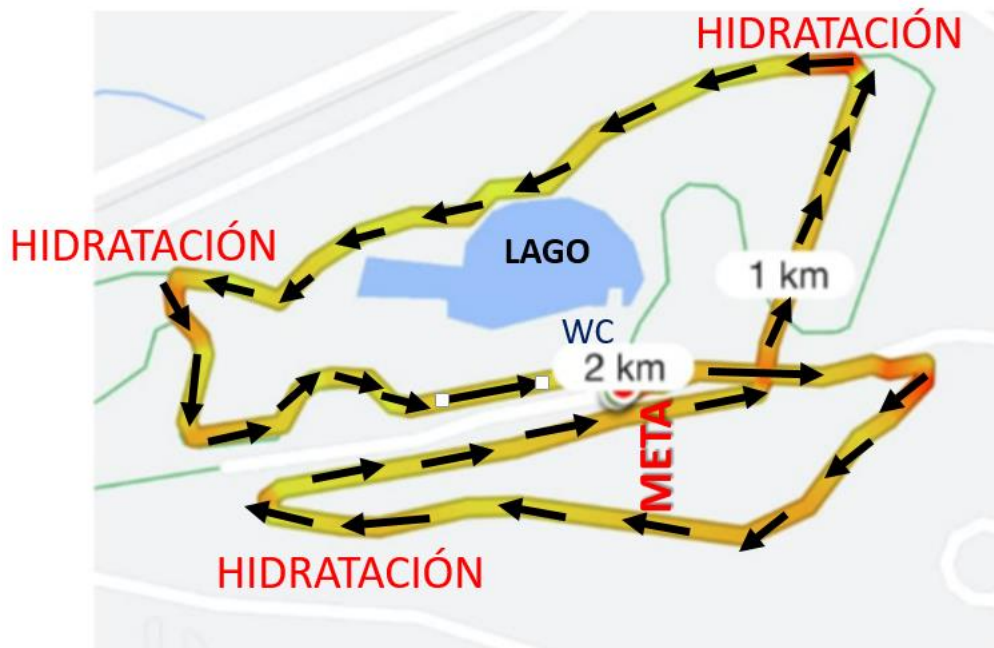 HIDRATACIÓN
HIDRATACIÓN
LAGO
1 km
WC
2 km
META
HIDRATACIÓN